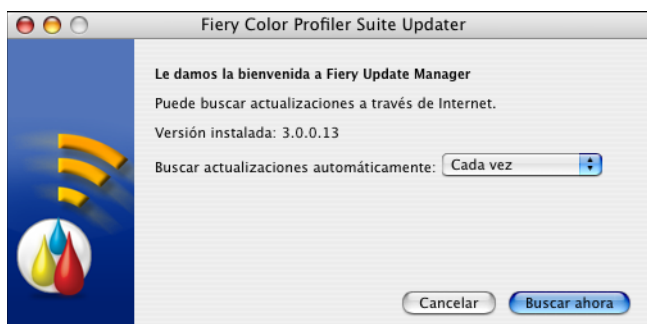 Fiery Color Profiler Suite Updater
Le damos la bienvenida a Fiery Update Manager
Puede buscar actualizaciones a través de Internet.
Versión instalada: 3.0.0.13
Buscar actualizaciones automáticamente: Cada vez
Cancelar Buscar ahora